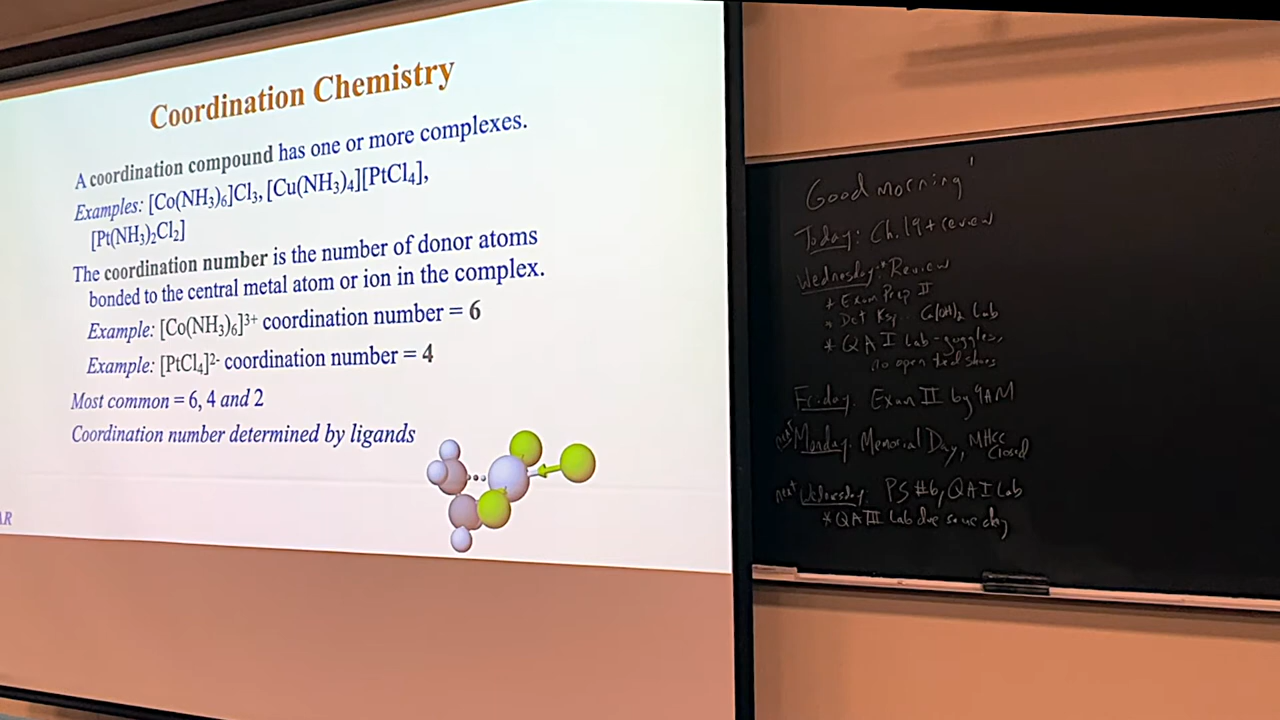 Coordination Chemistry
A coordination compound has one or more complexes.
Examples: [Co(NH₃)₆]Cl₃, [Cu(NH₃)₄][PtCl₄],
[Pt(NH₃)₂Cl₂]
The coordination number is the number of donor atoms
bonded to the central metal atom or ion in the complex.
Example: [Co(NH₃)₆]³⁺ coordination number = 6
Example: [PtCl₄]²⁻ coordination number = 4
Most common = 6, 4 and 2
Coordination number determined by ligands
AR
Good morning
Today: Ch. 19 + review
Wednesday: * Review
* Exam Prep II
* Det Ksp Ca(OH)₂ Lab
* QA I Lab - goggles,
no open toed shoes
Friday: Exam II by 9AM
next Monday: Memorial Day, MHCC
Closed
next Wednesday: PS #6, QA I Lab
* QA III Lab due same day